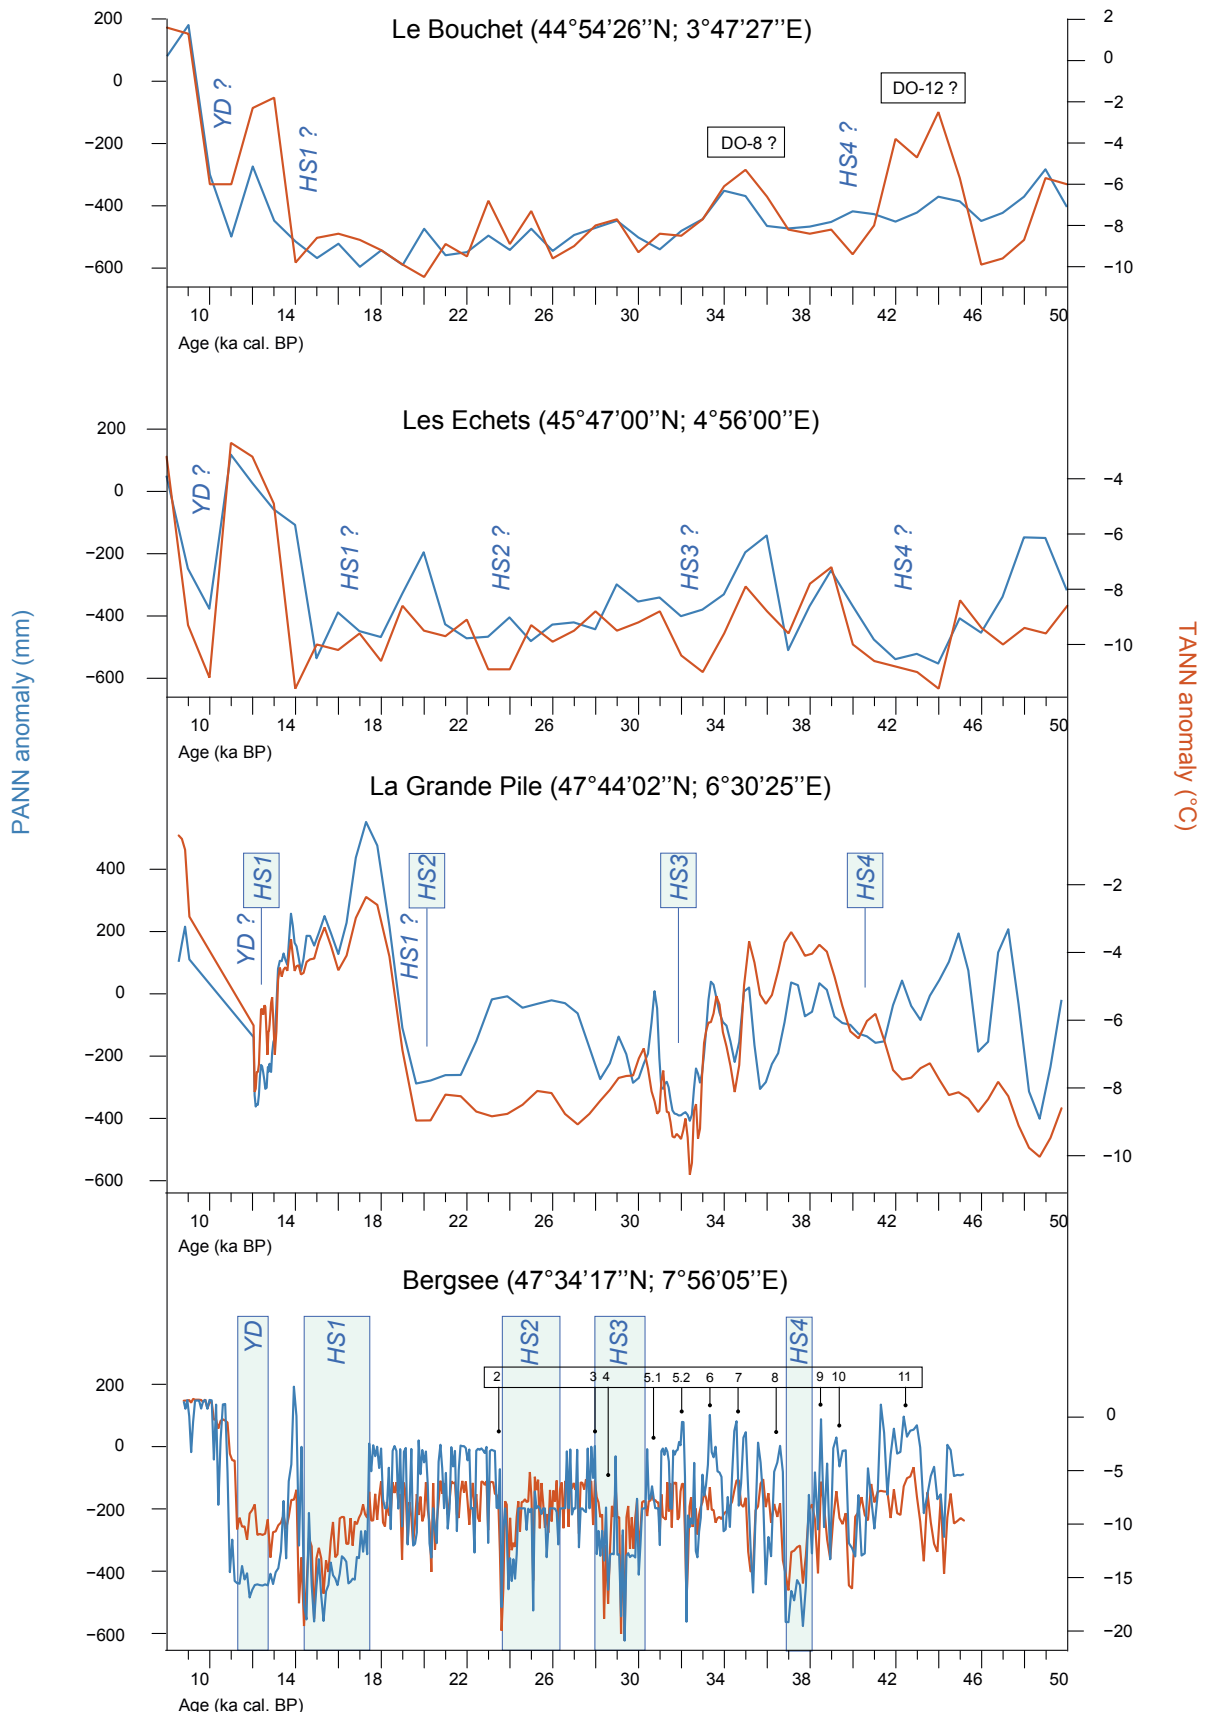 Le Bouchet (44°54’26’’N; 3°47’27’’E)
200
0
−200
−400
−600
2
0
−2
−4
−6
−8
−10
YD ?
HS1 ?
DO-8 ?
HS4 ?
DO-12 ?
10 14 18 22 26 30 34 38 42 46 50
Age (ka cal. BP)
Les Echets (45°47’00’’N; 4°56’00’’E)
200
0
−200
−400
−600
−4
−6
−8
−10
YD ?
HS1 ?
HS2 ?
HS3 ?
HS4 ?
10 14 18 22 26 30 34 38 42 46 50
Age (ka BP)
PANN anomaly (mm)
TANN anomaly (°C)
La Grande Pile (47°44’02’’N; 6°30’25’’E)
400
200
0
−200
−400
−600
−2
−4
−6
−8
−10
YD ?
HS1
HS1 ?
HS2
HS3
HS4
10 14 18 22 26 30 34 38 42 46 50
Age (ka BP)
Bergsee (47°34’17’’N; 7°56’05’’E)
YD
HS1
HS2
HS3
HS4
2 3 4 5.1 5.2 6 7 8 9 10 11
200
0
−200
−400
−600
0
−5
−10
−15
−20
10 14 18 22 26 30 34 38 42 46 50
Age (ka cal. BP)